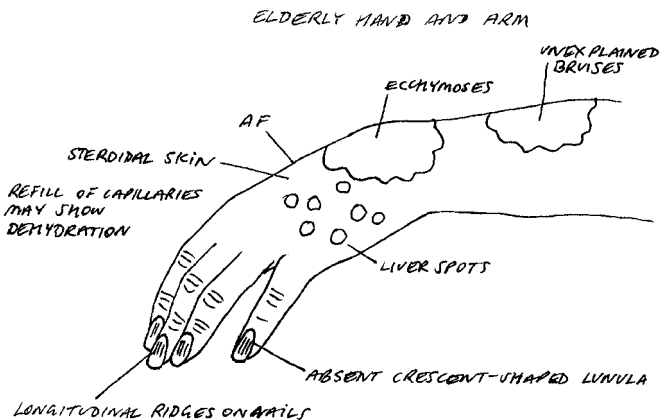 ELDERLY HAND AND ARM
UNEXPLAINED
BRUISES
ECCHYMOSES
AF
STEROIDAL SKIN
REFILL OF CAPILLARIES
MAY SHOW
DEHYDRATION
LIVER SPOTS
ABSENT CRESCENT-SHAPED LUNULA
LONGITUDINAL RIDGES ON NAILS